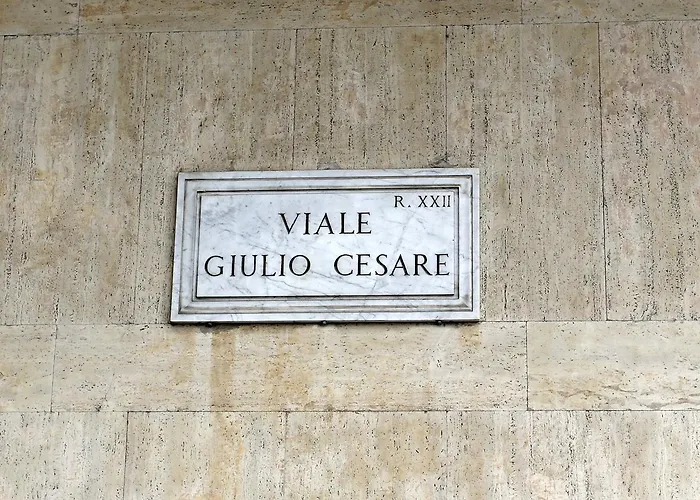 R. XXII
VIALE
GIULIO CESARE